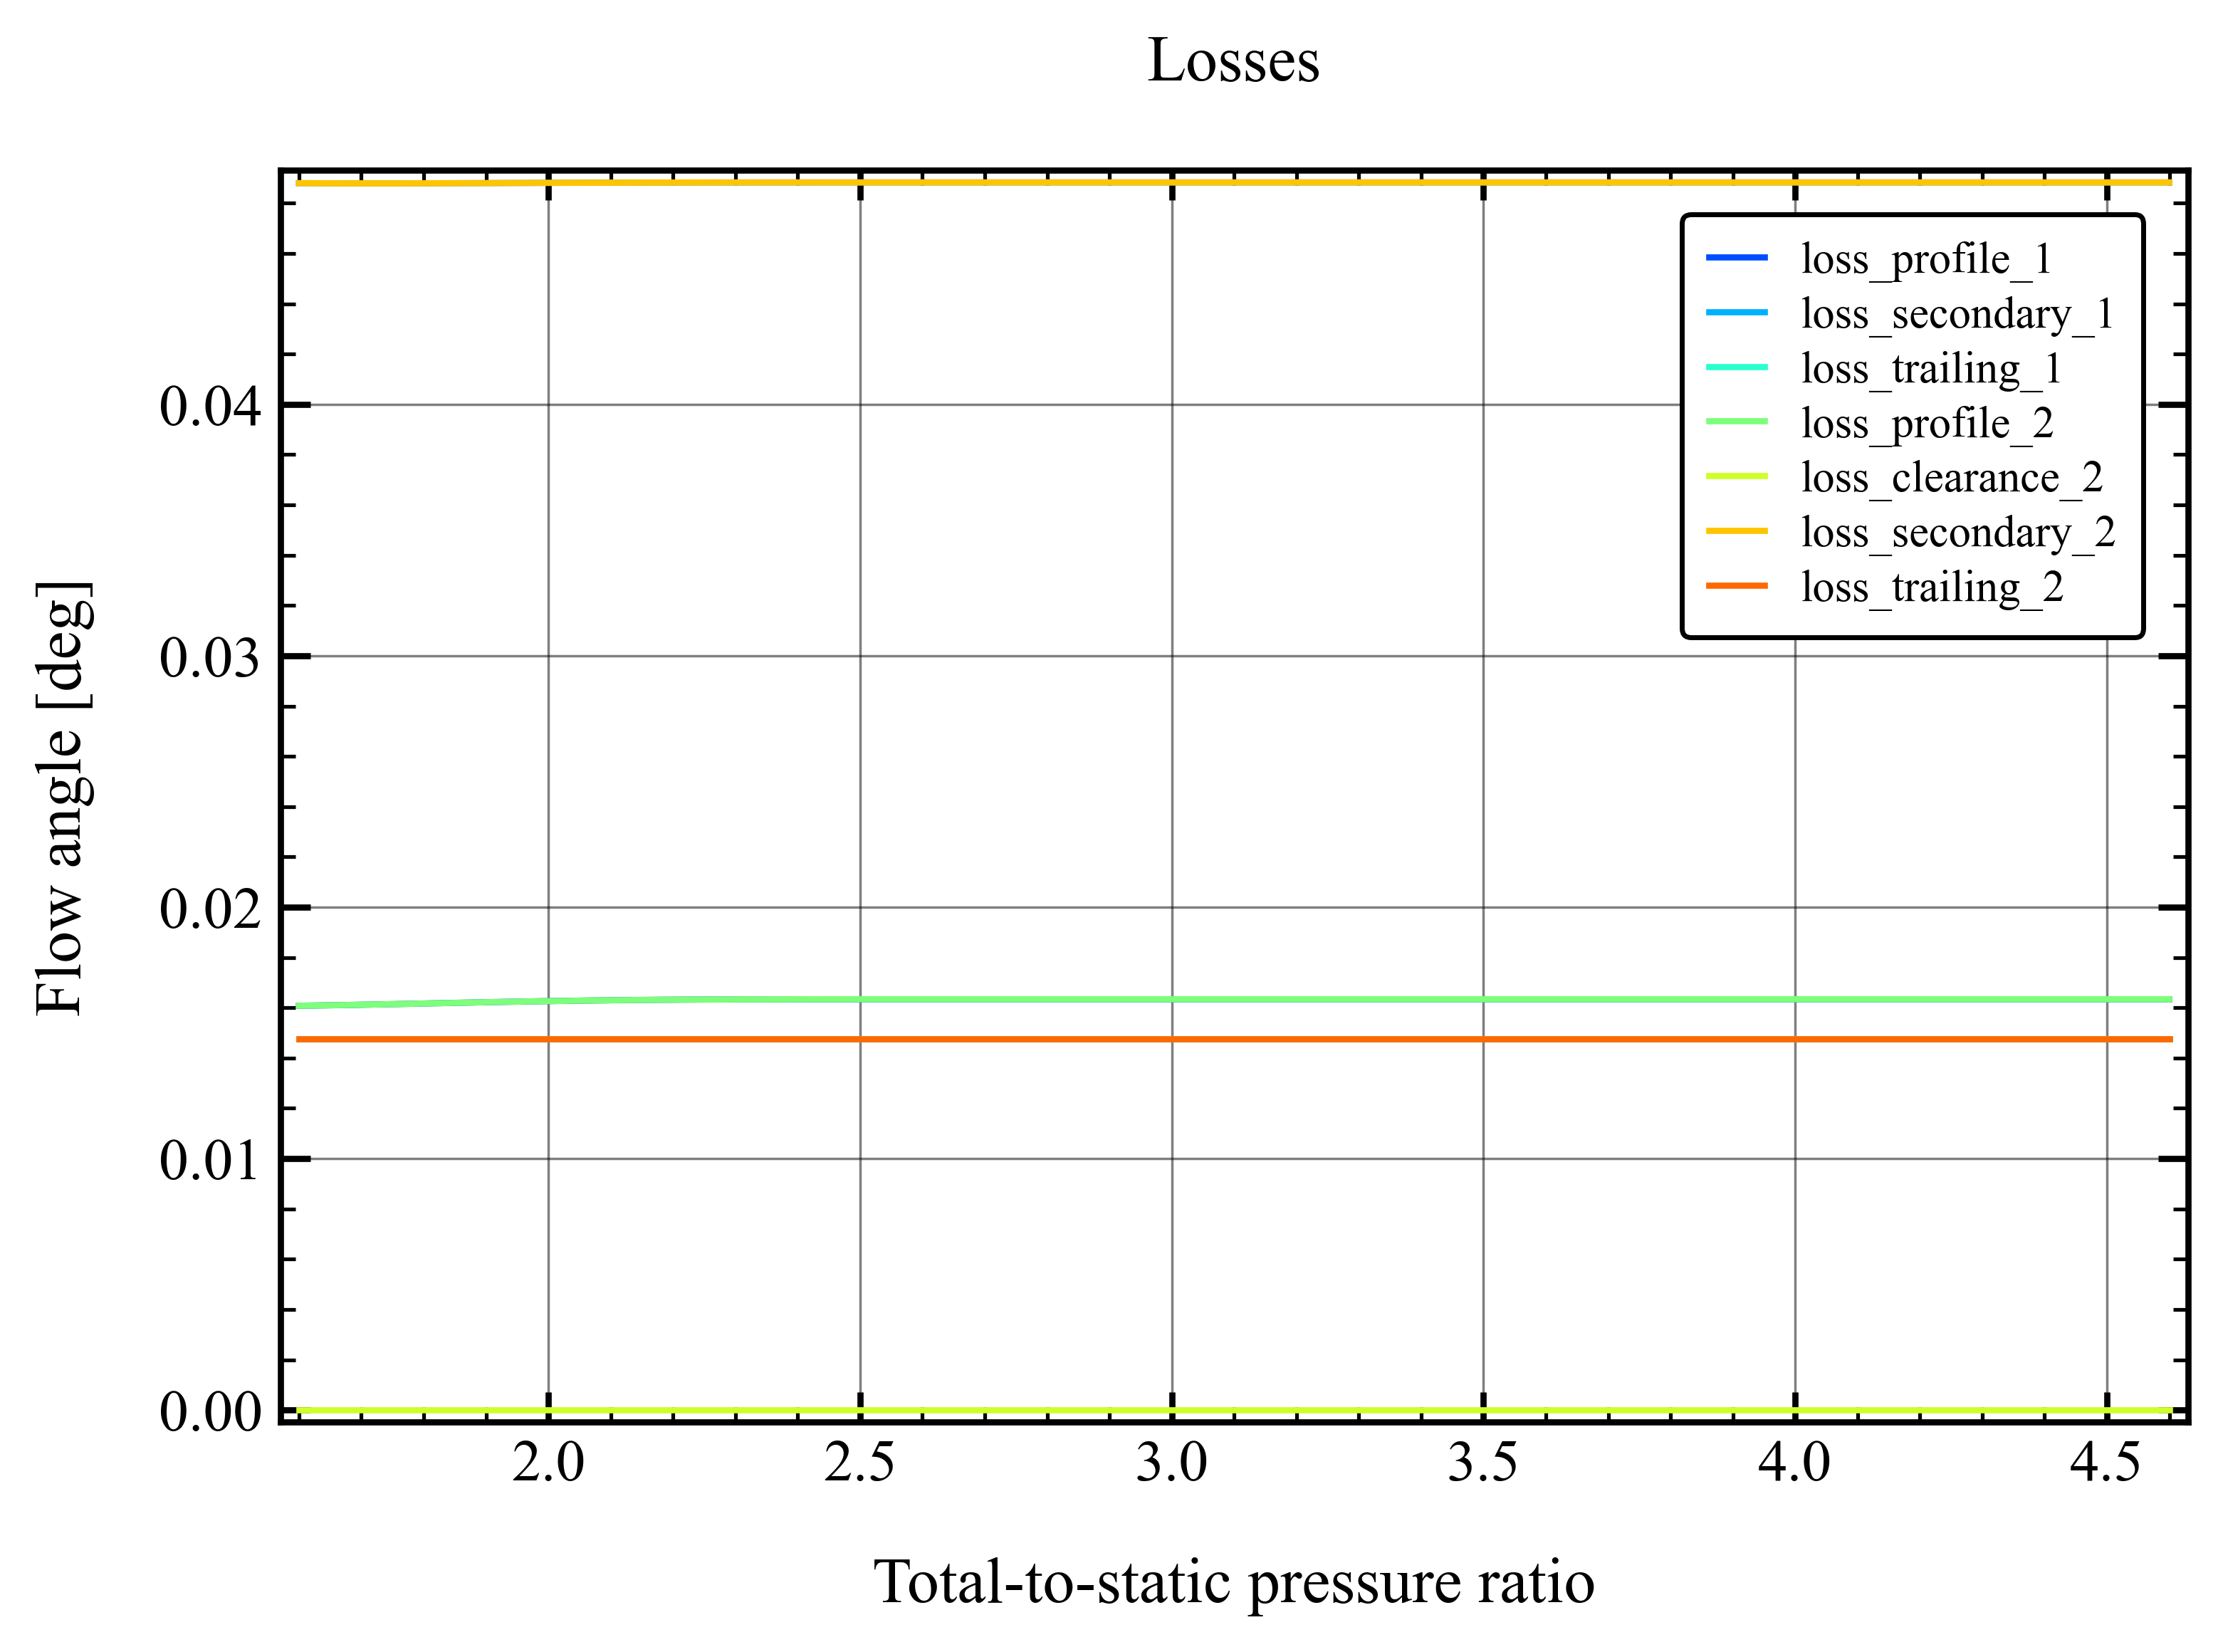 Losses
Flow angle [deg]
0.04
0.03
0.02
0.01
0.00
loss_profile_1
loss_secondary_1
loss_trailing_1
loss_profile_2
loss_clearance_2
loss_secondary_2
loss_trailing_2
2.0 2.5 3.0 3.5 4.0 4.5
Total-to-static pressure ratio